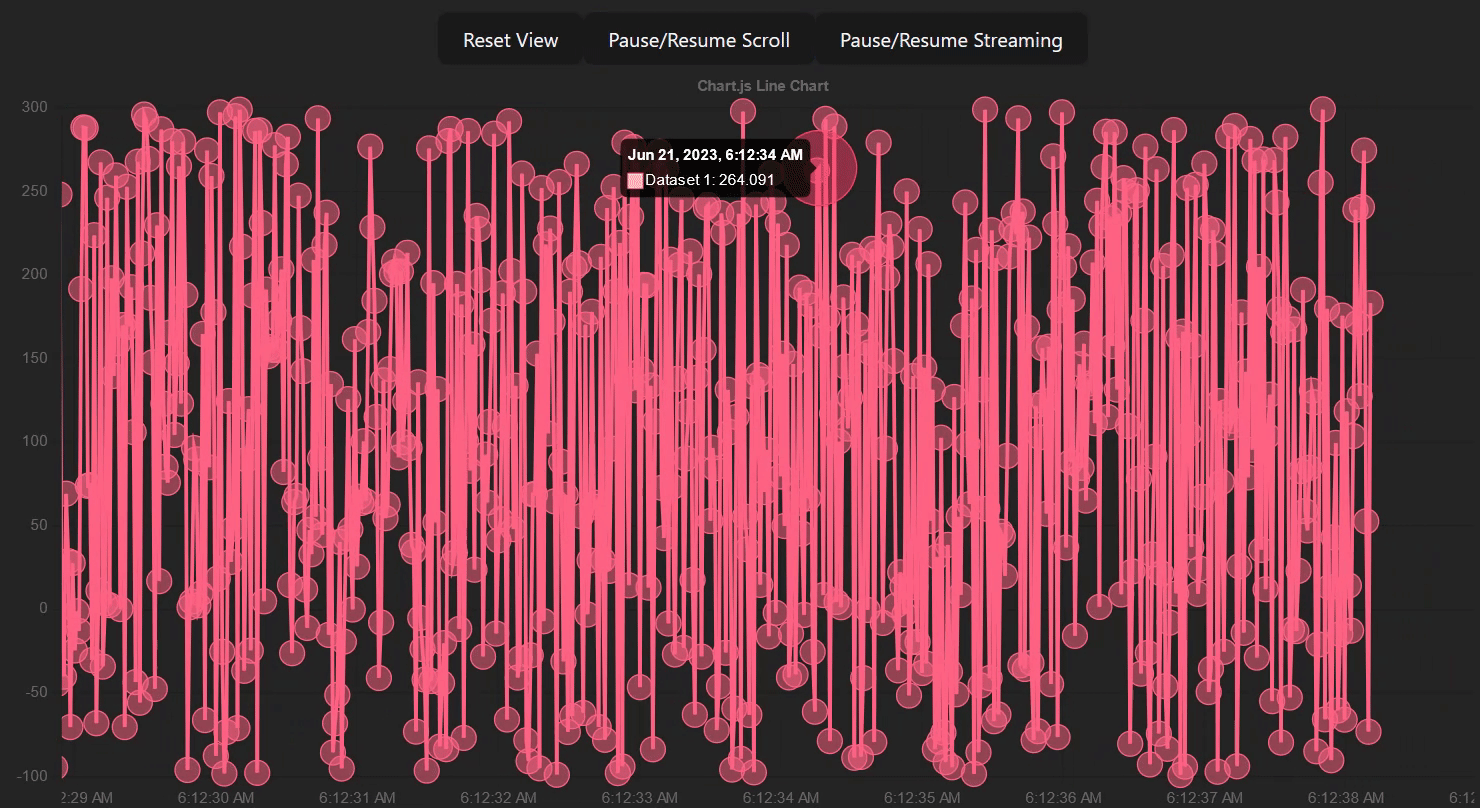 Reset View Pause/Resume Scroll Pause/Resume Streaming
Chart.js Line Chart
300
250
200
150
100
50
0
-50
-100
Jun 21, 2023, 6:12:34 AM
Dataset 1: 264.091
2:29 AM 6:12:30 AM 6:12:31 AM 6:12:32 AM 6:12:33 AM 6:12:34 AM 6:12:35 AM 6:12:36 AM 6:12:37 AM 6:12:38 AM 6:12